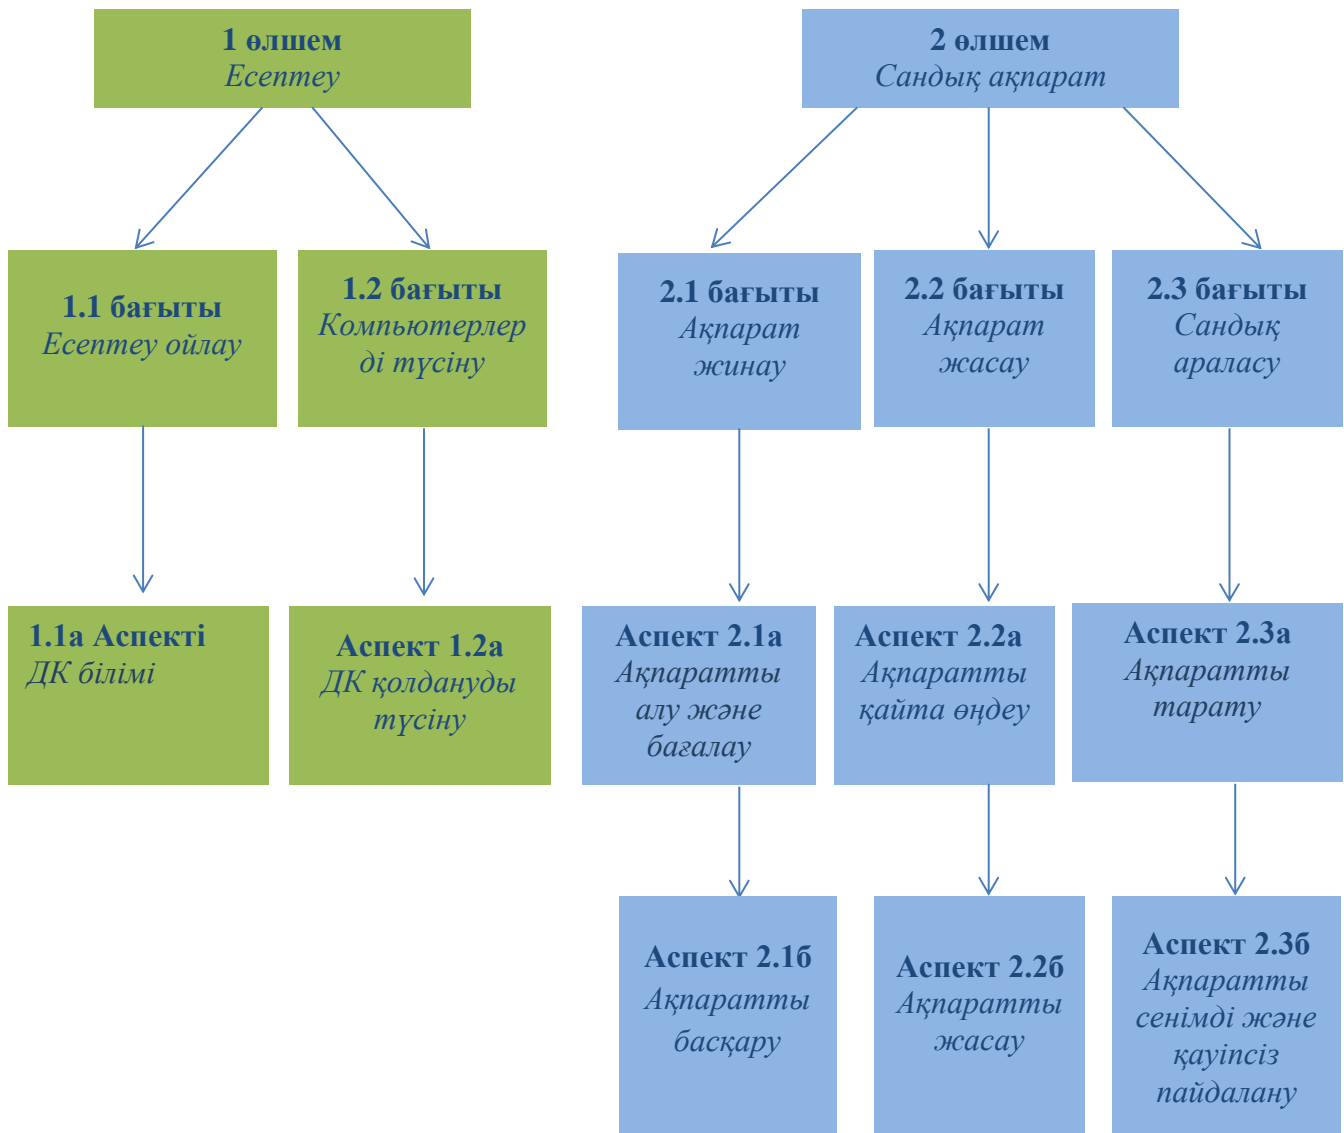 1 өлшем
Есептеу
2 өлшем
Сандық ақпарат
1.1 бағыты
Есептеу ойлау
1.2 бағыты
Компьютерлер
ді түсіну
2.1 бағыты
Ақпарат
жинау
2.2 бағыты
Ақпарат
жасау
2.3 бағыты
Сандық
араласу
1.1а Аспекті
ДК білімі
Аспект 1.2а
ДК қолдануды
түсіну
Аспект 2.1а
Ақпаратты
алу және
бағалау
Аспект 2.2а
Ақпаратты
қайта өңдеу
Аспект 2.3а
Ақпаратты
тарату
Аспект 2.1б
Ақпаратты
басқару
Аспект 2.2б
Ақпаратты
жасау
Аспект 2.3б
Ақпаратты
сенімді және
қауіпсіз
пайдалану